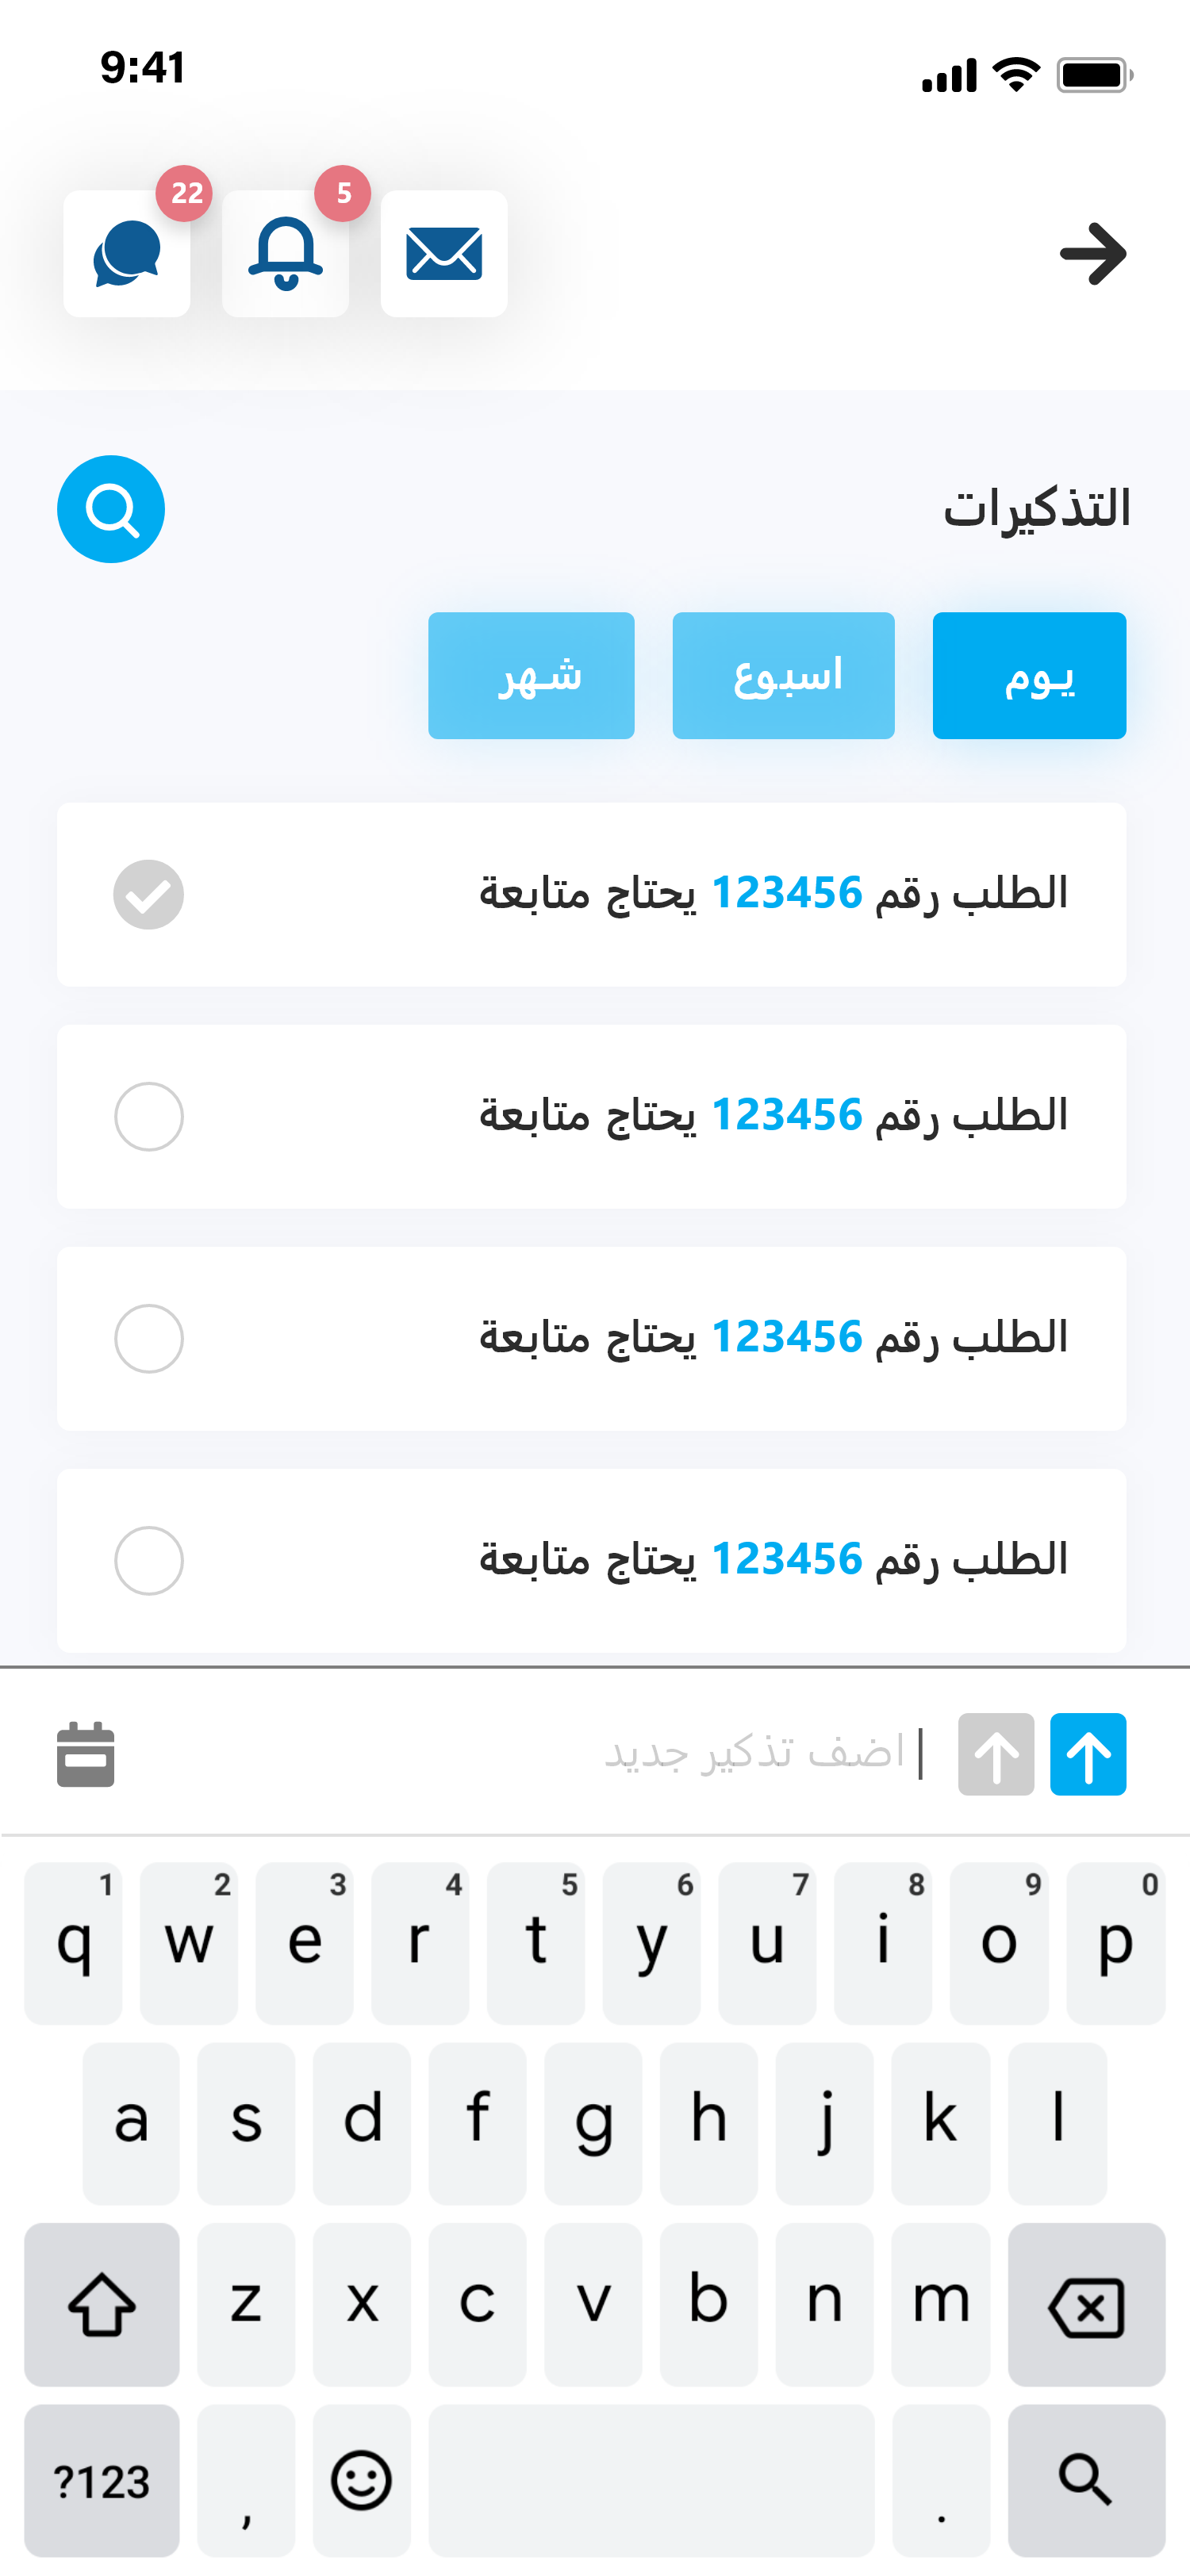 9:41
22
5
التذكيرات
يوم
اسبوع
شهر
الطلب رقم 123456 يحتاج متابعة
الطلب رقم 123456 يحتاج متابعة
الطلب رقم 123456 يحتاج متابعة
الطلب رقم 123456 يحتاج متابعة
اضف تذكير جديد
1 2 3 4 5 6 7 8 9 0
q w e r t y u i o p
a s d f g h j k l
z x c v b n m
?123 , .